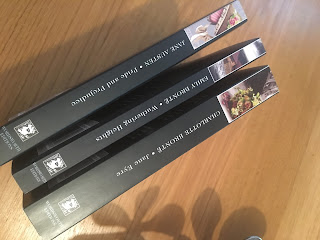 JANE AUSTEN • Pride and Prejudice
EMILY BRONTË • Wuthering Heights
CHARLOTTE BRONTË • Jane Eyre